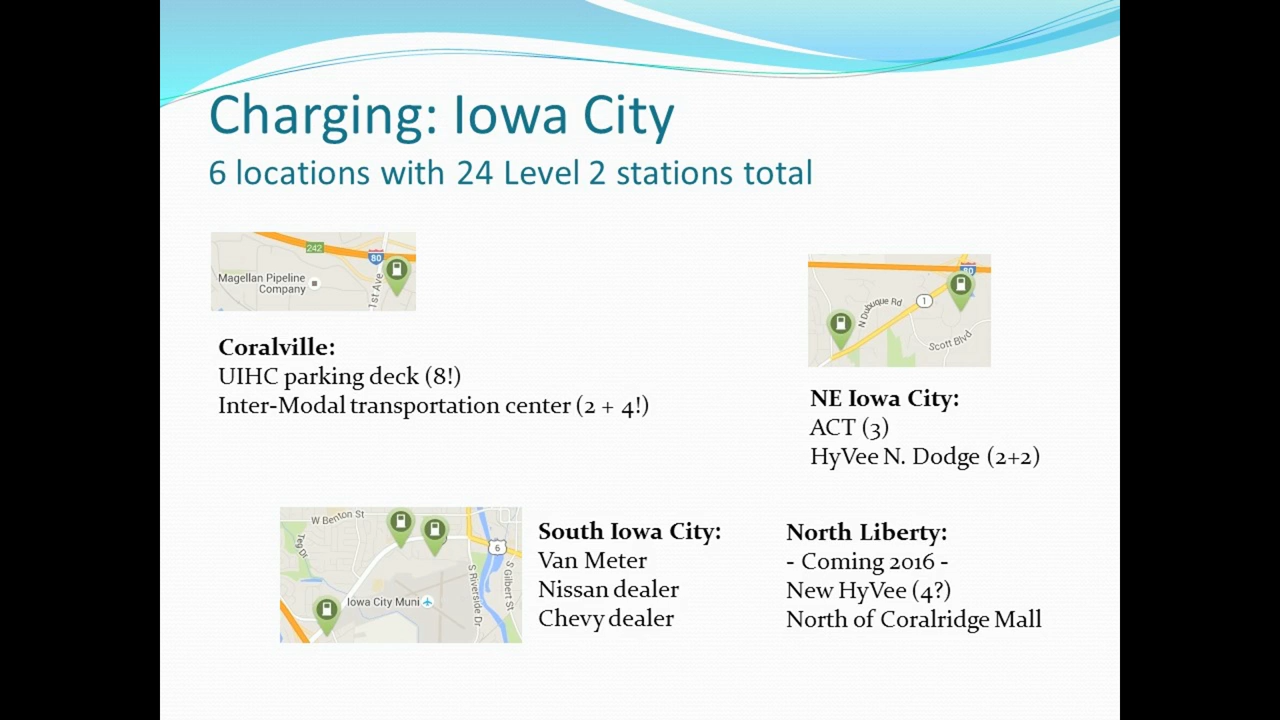 Charging: Iowa City
6 locations with 24 Level 2 stations total
242
80
Magellan Pipeline
Company
1st Ave
Coralville:
UIHC parking deck (8!)
Inter-Modal transportation center (2 + 4!)
80
N Dubuque Rd
1
Scott Blvd
NE Iowa City:
ACT (3)
HyVee N. Dodge (2+2)
W Benton St
Teg Dr
6
S Riverside Dr
S Gilbert St
Iowa City Muni
South Iowa City:
Van Meter
Nissan dealer
Chevy dealer
North Liberty:
- Coming 2016 -
New HyVee (4?)
North of Coralridge Mall